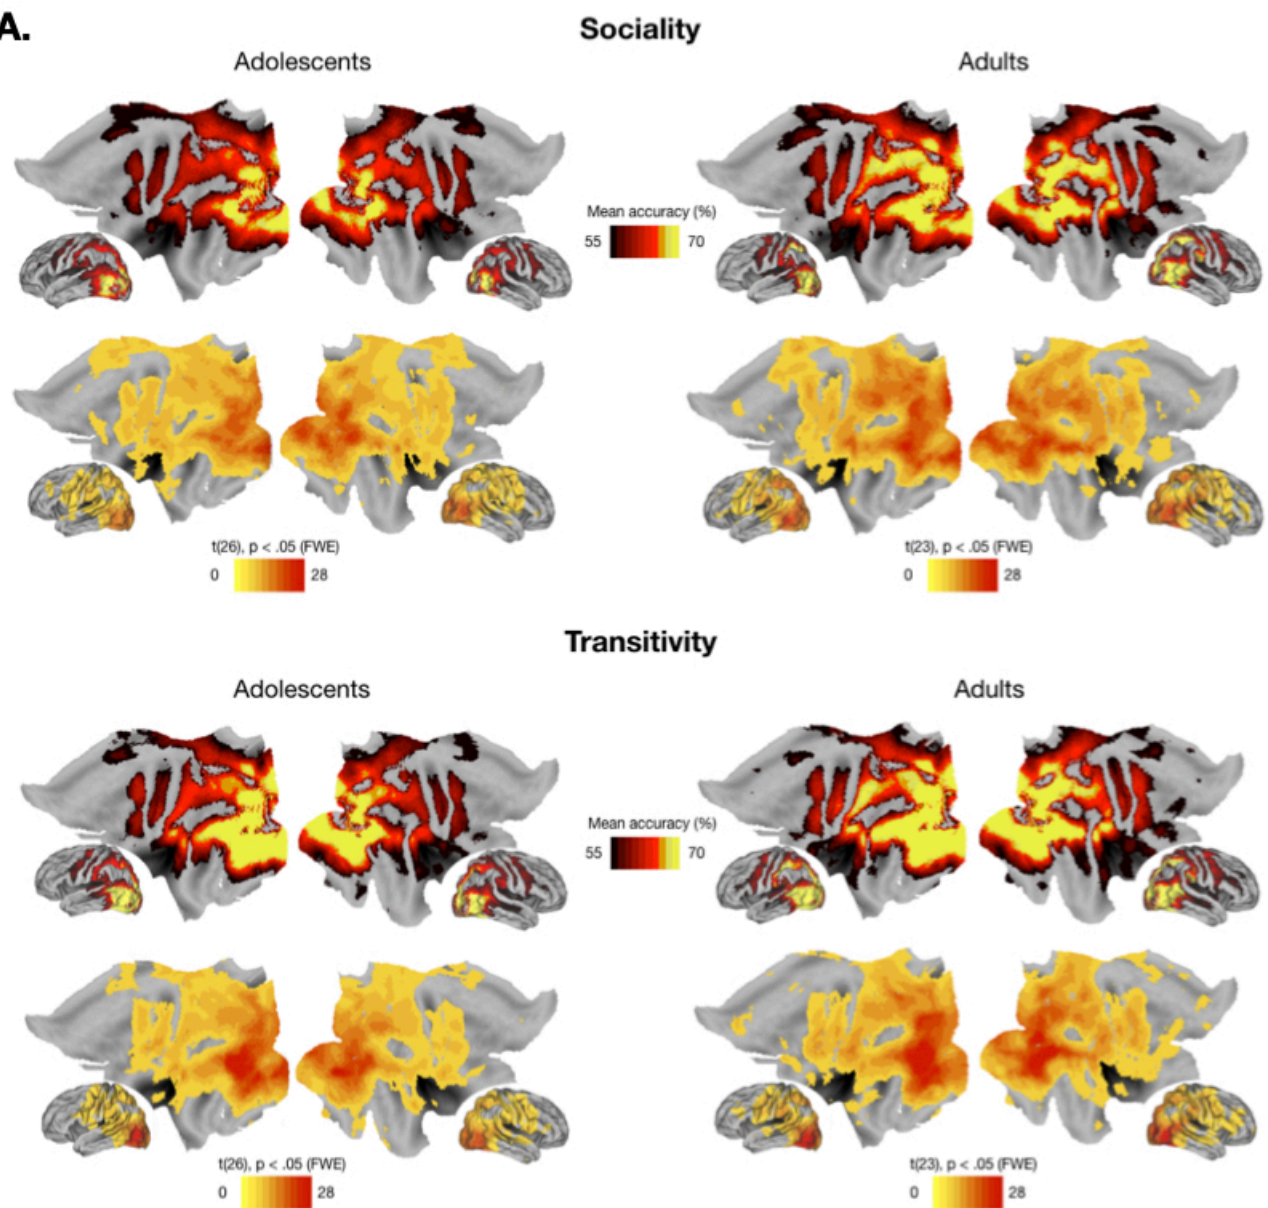 A.
Sociality
Adolescents
Adults
Mean accuracy (%)
55 70
t(26), p < .05 (FWE)
0 28
t(23), p < .05 (FWE)
0 28
Transitivity
Adolescents
Adults
Mean accuracy (%)
55 70
t(26), p < .05 (FWE)
0 28
t(23), p < .05 (FWE)
0 28